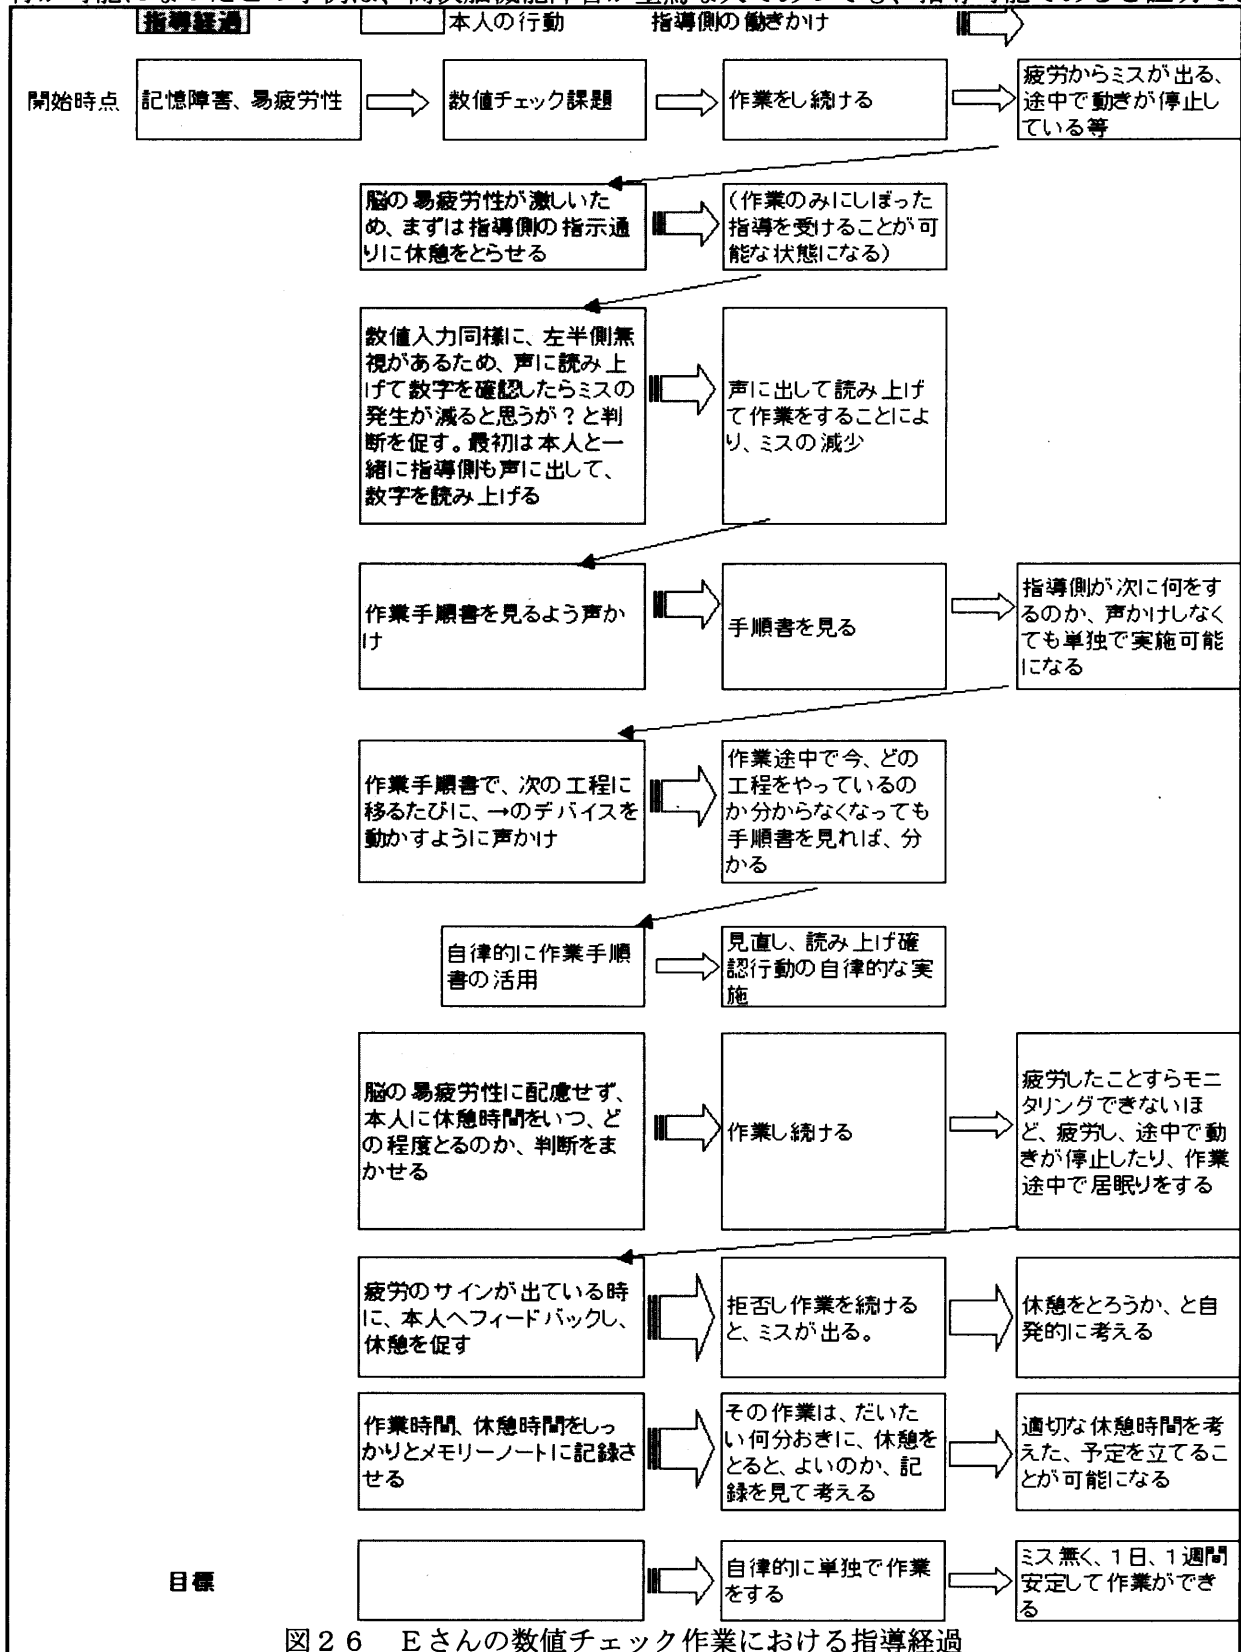 指導経過
本人の行動
指導側の働きかけ
開始時点
記憶障害、易疲労性
数値チェック課題
作業をし続ける
疲労からミスが出る、
途中で動きが停止し
ている等
脳の易疲労性が激しいた
め、まずは指導側の指示通
りに休憩をとらせる
(作業のみにしぼった
指導を受けることが可
能な状態になる)
数値入力同様に、左半側無
視があるため、声に読み上
げて数字を確認したらミスの
発生が減ると思うが?と判
断を促す。最初は本人と一
緒に指導側も声に出して、
数字を読み上げる
声に出して読み上げ
て作業をすることによ
り、ミスの減少
作業手順書を見るよう声か
け
手順書を見る
指導側が次に何をす
るのか、声かけしなく
ても単独で実施可能
になる
作業手順書で、次の工程に
移るたびに、→のデバイスを
動かすように声かけ
作業途中で今、どの
工程をやっているの
か分からなくなっても
手順書を見れば、分
かる
自律的に作業手順
書の活用
見直し、読み上げ確
認行動の自律的な実
施
脳の易疲労性に配慮せず、
本人に休憩時間をいつ、ど
の程度とるのか、判断をま
かせる
作業し続ける
疲労したことすらモニ
タリングできないほ
ど、疲労し、途中で動
きが停止したり、作業
途中で居眠りをする
疲労のサインが出ている時
に、本人へフィードバックし、
休憩を促す
拒否し作業を続ける
と、ミスが出る。
休憩をとろうか、と自
発的に考える
作業時間、休憩時間をしっ
かりとメモリーノートに記録さ
せる
その作業は、だいた
い何分おきに、休憩を
とると、よいのか、記
録を見て考える
適切な休憩時間を考
えた、予定を立てるこ
とが可能になる
目標
自律的に単独で作業
をする
ミス無く、1日、1週間
安定して作業ができ
る
図26 Eさんの数値チェック作業における指導経過